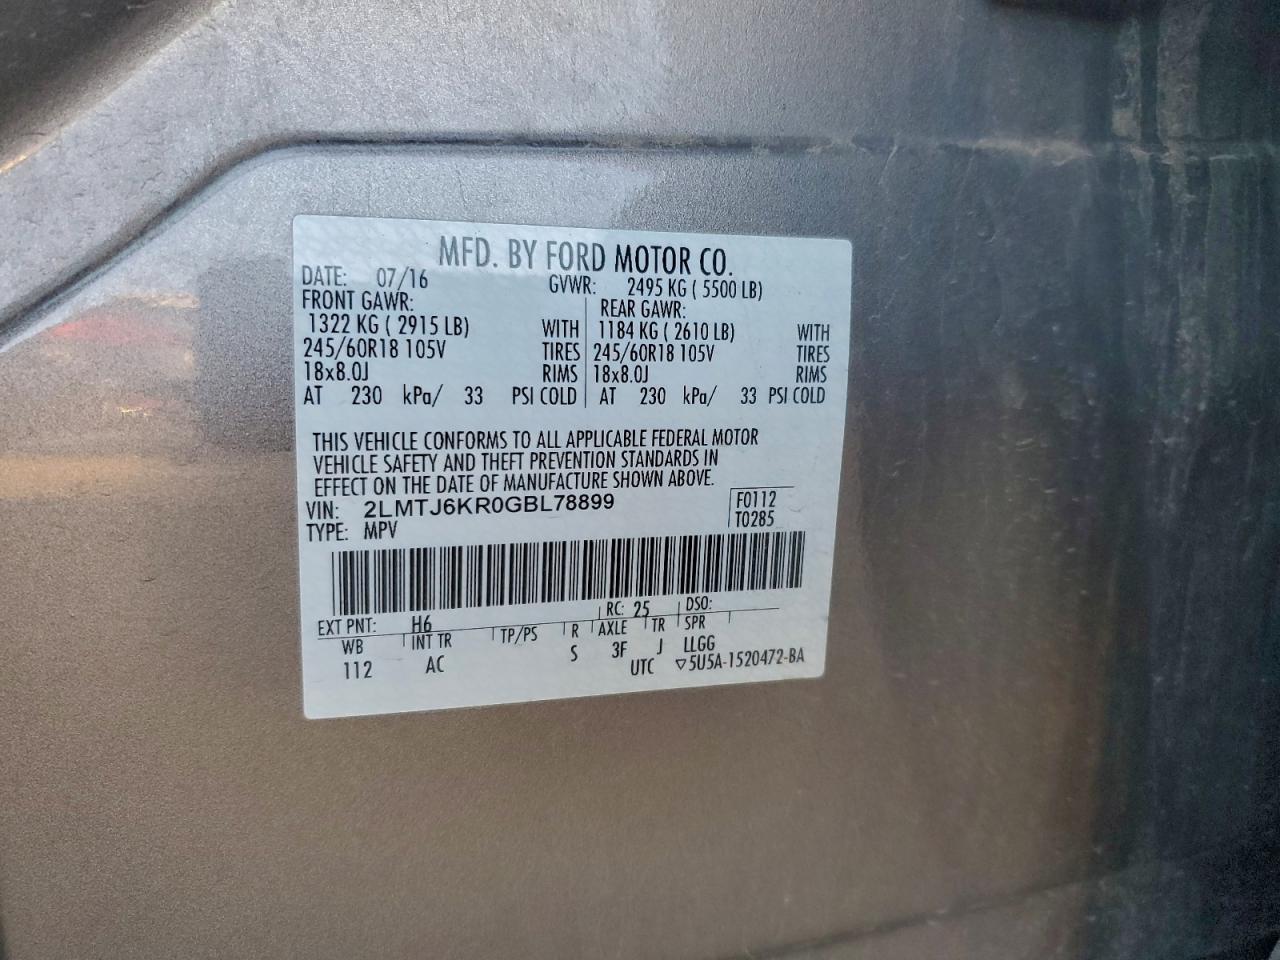 MFD. BY FORD MOTOR CO.
DATE: 07/16 GVWR: 2495 KG ( 5500 LB)
FRONT GAWR: REAR GAWR:
1322 KG ( 2915 LB) WITH 1184 KG ( 2610 LB) WITH
245/60R18 105V TIRES 245/60R18 105V TIRES
18x8.0J RIMS 18x8.0J RIMS
AT 230 kPa/ 33 PSI COLD AT 230 kPa/ 33 PSI COLD
THIS VEHICLE CONFORMS TO ALL APPLICABLE FEDERAL MOTOR
VEHICLE SAFETY AND THEFT PREVENTION STANDARDS IN
EFFECT ON THE DATE OF MANUFACTURE SHOWN ABOVE.
VIN: 2LMTJ6KR0GBL78899 F0112
TYPE: MPV T0285
EXT PNT: H6 RC: 25 DSO:
WB INT TR TP/PS R AXLE TR SPR
112 AC S 3F J LLGG
UTC ▽5U5A-1520472-BA